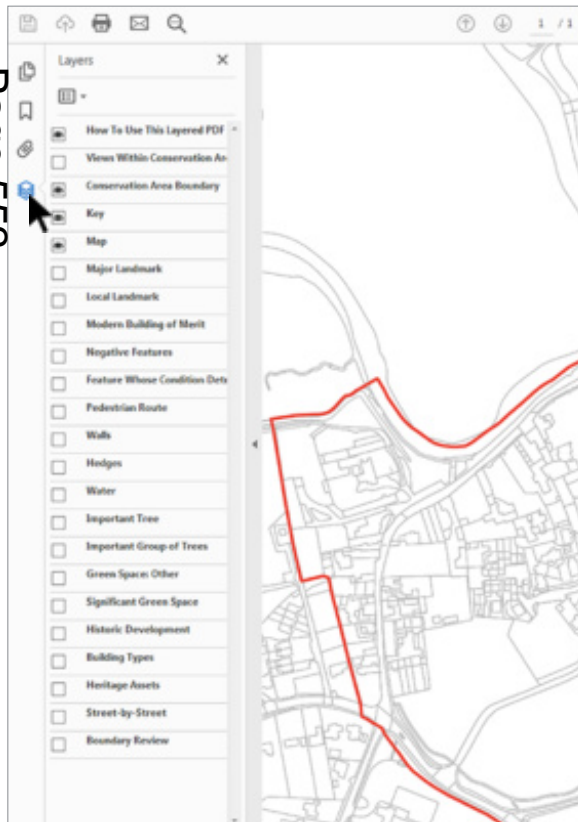 1 / 1
Layers
How To Use This Layered PDF
Views Within Conservation Ar
Conservation Area Boundary
Key
Map
Major Landmark
Local Landmark
Modern Building of Merit
Negative Features
Feature Whose Condition Detr
Pedestrian Route
Walls
Hedges
Water
Important Tree
Important Group of Trees
Green Space: Other
Significant Green Space
Historic Development
Building Types
Heritage Assets
Street-by-Street
Boundary Review